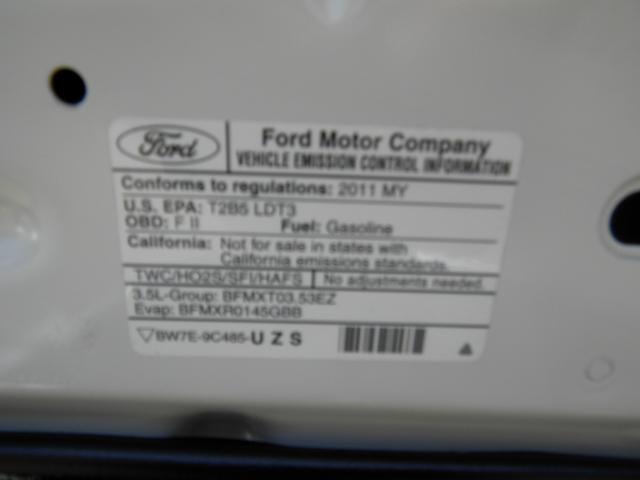 Ford
Ford Motor Company
VEHICLE EMISSION CONTROL INFORMATION
Conforms to regulations: 2011 MY
U.S. EPA: T2B5 LDT3
OBD: F II Fuel: Gasoline
California: Not for sale in states with
California emissions standards.
TWC/HO2S/SFI/HAFS No adjustments needed.
3.5L-Group: BFMXT03.53EZ
Evap: BFMXR0145GBB
BW7E-9C485-UZS